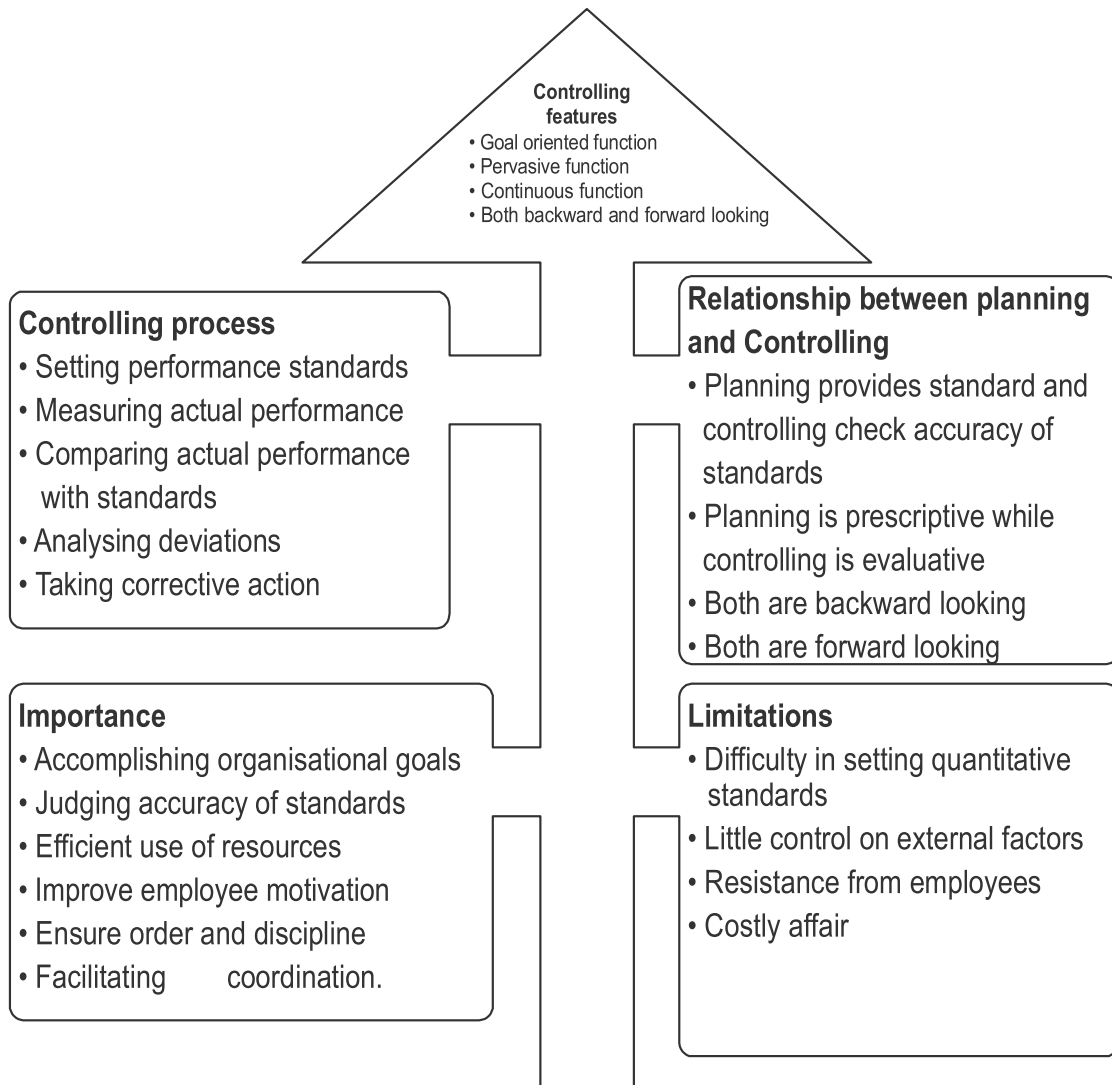 Controlling
features
• Goal oriented function
• Pervasive function
• Continuous function
• Both backward and forward looking
Controlling process
• Setting performance standards
• Measuring actual performance
• Comparing actual performance
with standards
• Analysing deviations
• Taking corrective action
Relationship between planning
and Controlling
• Planning provides standard and
controlling check accuracy of
standards
• Planning is prescriptive while
controlling is evaluative
• Both are backward looking
• Both are forward looking
Importance
• Accomplishing organisational goals
• Judging accuracy of standards
• Efficient use of resources
• Improve employee motivation
• Ensure order and discipline
• Facilitating coordination.
Limitations
• Difficulty in setting quantitative
standards
• Little control on external factors
• Resistance from employees
• Costly affair